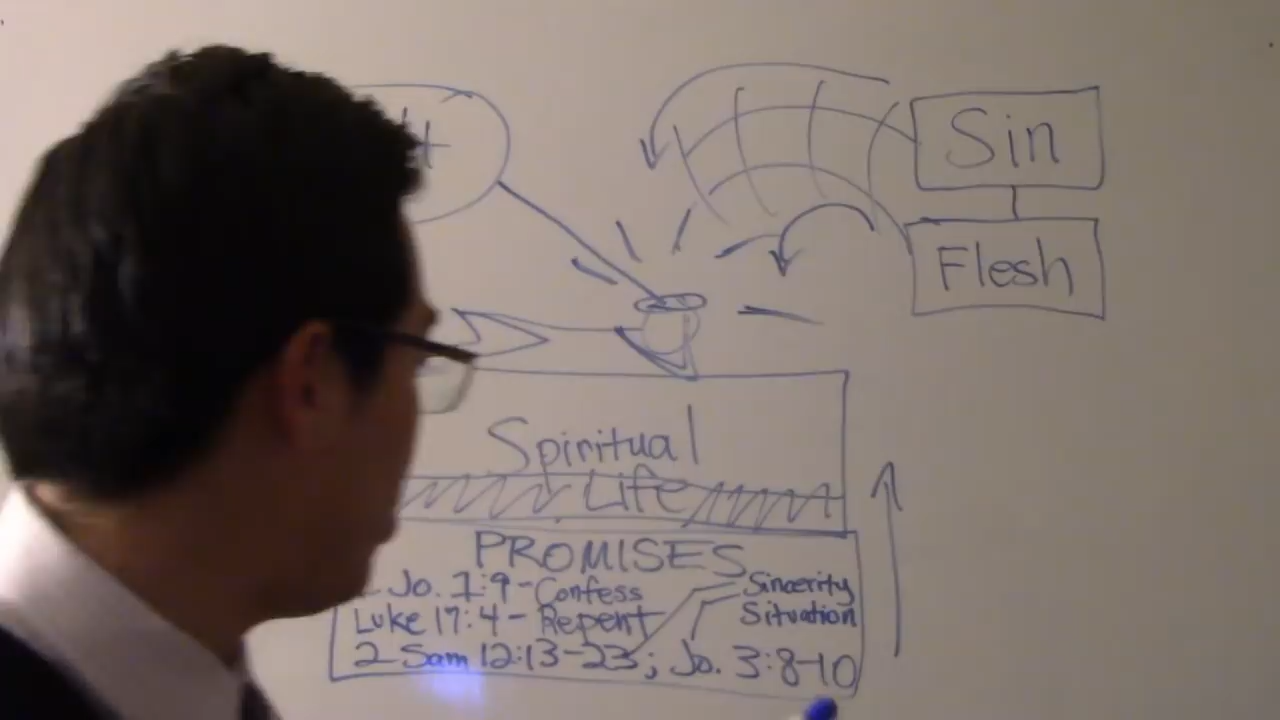 Sin
Flesh
Spiritual
Life
PROMISES
Jo. 1:9-Confess
Sincerity
Luke 17:4- Repent
Situation
2 Sam 12:13-23; Jo. 3:8-10